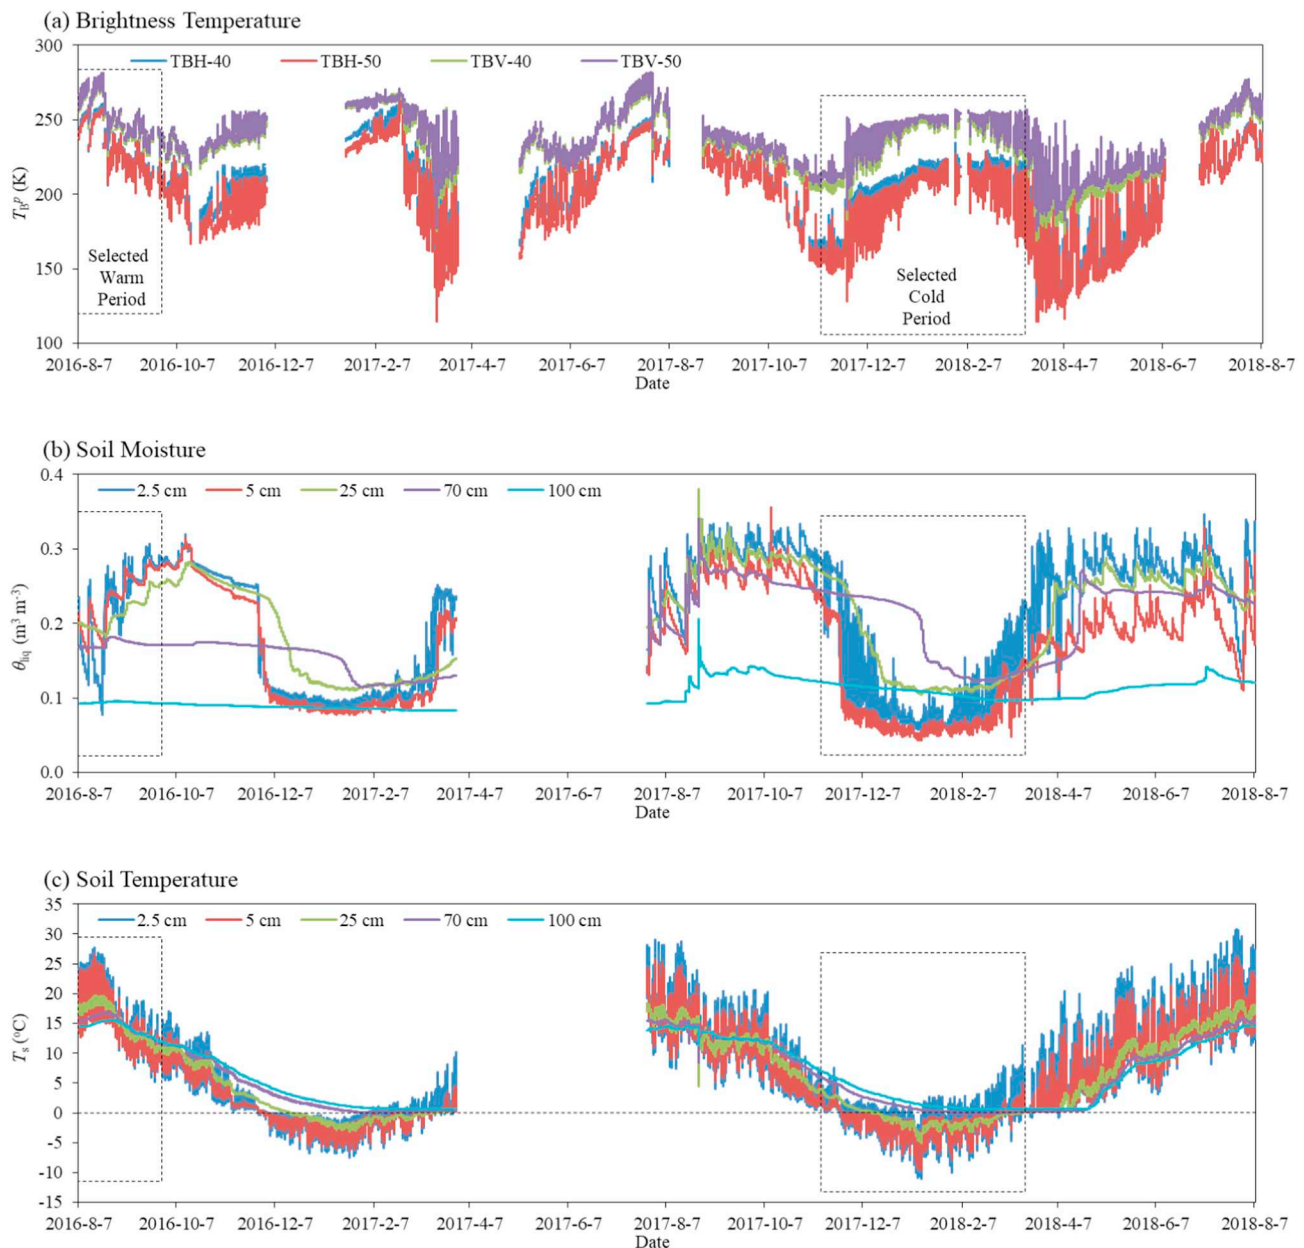 (a) Brightness Temperature
300
250
200
150
100
T_B^p (K)
TBH-40 TBH-50 TBV-40 TBV-50
Selected
Warm
Period
Selected
Cold
Period
2016-8-7 2016-10-7 2016-12-7 2017-2-7 2017-4-7 2017-6-7 2017-8-7 2017-10-7 2017-12-7 2018-2-7 2018-4-7 2018-6-7 2018-8-7
Date
(b) Soil Moisture
0.4
0.3
0.2
0.1
0.0
θ_liq (m³ m⁻³)
2.5 cm 5 cm 25 cm 70 cm 100 cm
2016-8-7 2016-10-7 2016-12-7 2017-2-7 2017-4-7 2017-6-7 2017-8-7 2017-10-7 2017-12-7 2018-2-7 2018-4-7 2018-6-7 2018-8-7
Date
(c) Soil Temperature
35
30
25
20
15
10
5
0
-5
-10
-15
T_s (°C)
2.5 cm 5 cm 25 cm 70 cm 100 cm
2016-8-7 2016-10-7 2016-12-7 2017-2-7 2017-4-7 2017-6-7 2017-8-7 2017-10-7 2017-12-7 2018-2-7 2018-4-7 2018-6-7 2018-8-7
Date